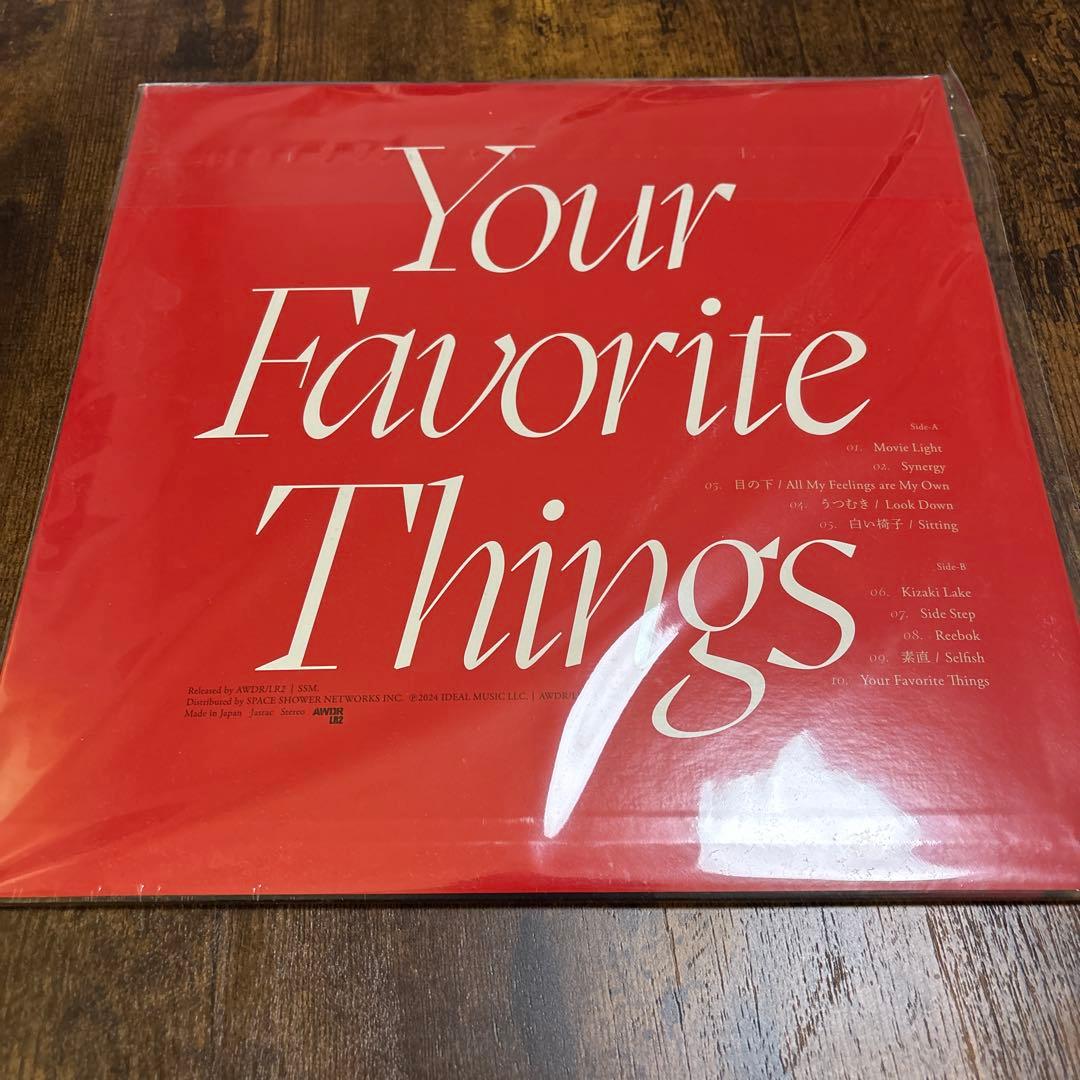 Your
Favorite
Things
Side-A
01. Movie Light
02. Synergy
03. 目の下 / All My Feelings are My Own
04. うつむき / Look Down
05. 白い椅子 / Sitting
Side-B
06. Kizaki Lake
07. Side Step
08. Reebok
09. 素直 / Selfish
10. Your Favorite Things
Released by AWDR/LR2 | SSM.
Distributed by SPACE SHOWER NETWORKS INC. ℗2024 IDEAL MUSIC LLC. | AWDR/L
Made in Japan Jasrac Stereo AWDR
LR2